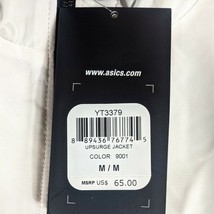 www.asics.com
YT3379
8 89436 76774 5
UPSURGE JACKET
COLOR 9001
M / M
MSRP US$ 65.00